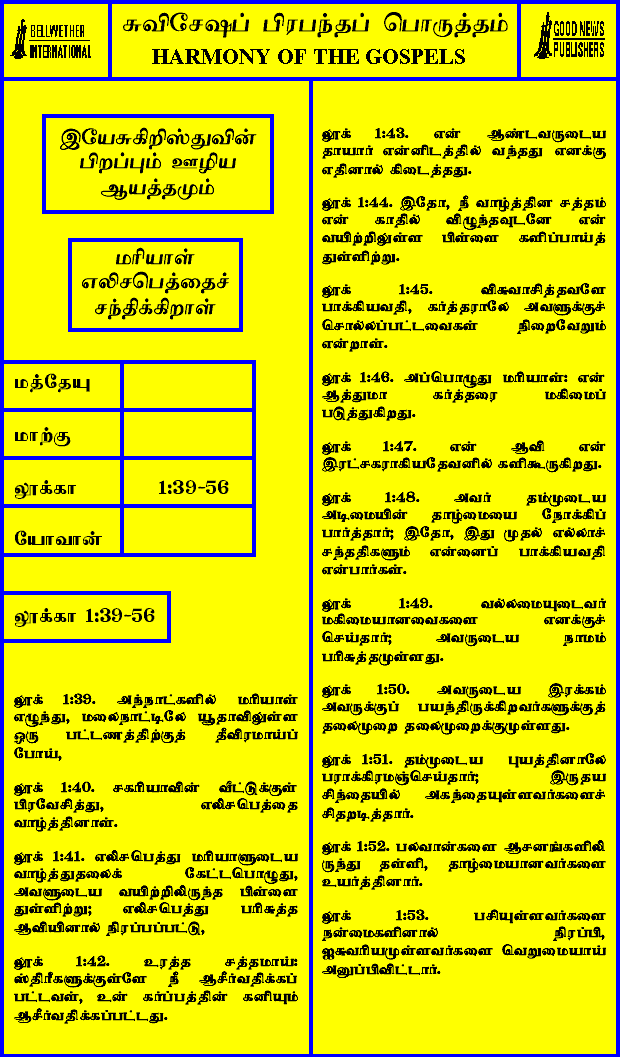 BELLWETHER
INTERNATIONAL
சுவிசேஷப் பிரபந்தப் பொருத்தம்
HARMONY OF THE GOSPELS
GOOD NEWS
PUBLISHERS
இயேசுகிறிஸ்துவின்
பிறப்பும் ஊழிய
ஆயத்தமும்
மரியாள்
எலிசபெத்தைச்
சந்திக்கிறாள்
மத்தேயு
மாற்கு
லூக்கா 1:39-56
யோவான்
லூக்கா 1:39-56
லூக் 1:39. அந்நாட்களில் மரியாள்
எழுந்து, மலைநாட்டிலே யூதாவிலுள்ள
ஒரு பட்டணத்திற்குத் தீவிரமாய்ப்
போய்,
லூக் 1:40. சகரியாவின் வீட்டுக்குள்
பிரவேசித்து, எலிசபெத்தை
வாழ்த்தினாள்.
லூக் 1:41. எலிசபெத்து மரியாளுடைய
வாழ்த்துதலைக் கேட்டபொழுது,
அவளுடைய வயிற்றிலிருந்த பிள்ளை
துள்ளிற்று; எலிசபெத்து பரிசுத்த
ஆவியினால் நிரப்பப்பட்டு,
லூக் 1:42. உரத்த சத்தமாய்:
ஸ்திரீகளுக்குள்ளே நீ ஆசீர்வதிக்கப்
பட்டவள், உன் கர்ப்பத்தின் கனியும்
ஆசீர்வதிக்கப்பட்டது.
லூக் 1:43. என் ஆண்டவருடைய
தாயார் என்னிடத்தில் வந்தது எனக்கு
எதினால் கிடைத்தது.
லூக் 1:44. இதோ, நீ வாழ்த்தின சத்தம்
என் காதில் விழுந்தவுடனே என்
வயிற்றிலுள்ள பிள்ளை களிப்பாய்த்
துள்ளிற்று.
லூக் 1:45. விசுவாசித்தவளே
பாக்கியவதி, கர்த்தராலே அவளுக்குச்
சொல்லப்பட்டவைகள் நிறைவேறும்
என்றாள்.
லூக் 1:46. அப்பொழுது மரியாள்: என்
ஆத்துமா கர்த்தரை மகிமைப்
படுத்துகிறது.
லூக் 1:47. என் ஆவி என்
இரட்சகராகியதேவனில் களிகூருகிறது.
லூக் 1:48. அவர் தம்முடைய
அடிமையின் தாழ்மையை நோக்கிப்
பார்த்தார்; இதோ, இது முதல் எல்லாச்
சந்ததிகளும் என்னைப் பாக்கியவதி
என்பார்கள்.
லூக் 1:49. வல்லமையுடைவர்
மகிமையானவைகளை எனக்குச்
செய்தார்; அவருடைய நாமம்
பரிசுத்தமுள்ளது.
லூக் 1:50. அவருடைய இரக்கம்
அவருக்குப் பயந்திருக்கிறவர்களுக்குத்
தலைமுறை தலைமுறைக்குமுள்ளது.
லூக் 1:51. தம்முடைய புயத்தினாலே
பராக்கிரமஞ்செய்தார்; இருதய
சிந்தையில் அகந்தையுள்ளவர்களைச்
சிதறடித்தார்.
லூக் 1:52. பலவான்களை ஆசனங்களிலி
ருந்து தள்ளி, தாழ்மையானவர்களை
உயர்த்தினார்.
லூக் 1:53. பசியுள்ளவர்களை
நன்மைகளினால் நிரப்பி,
ஐசுவரியமுள்ளவர்களை வெறுமையாய்
அனுப்பிவிட்டார்.